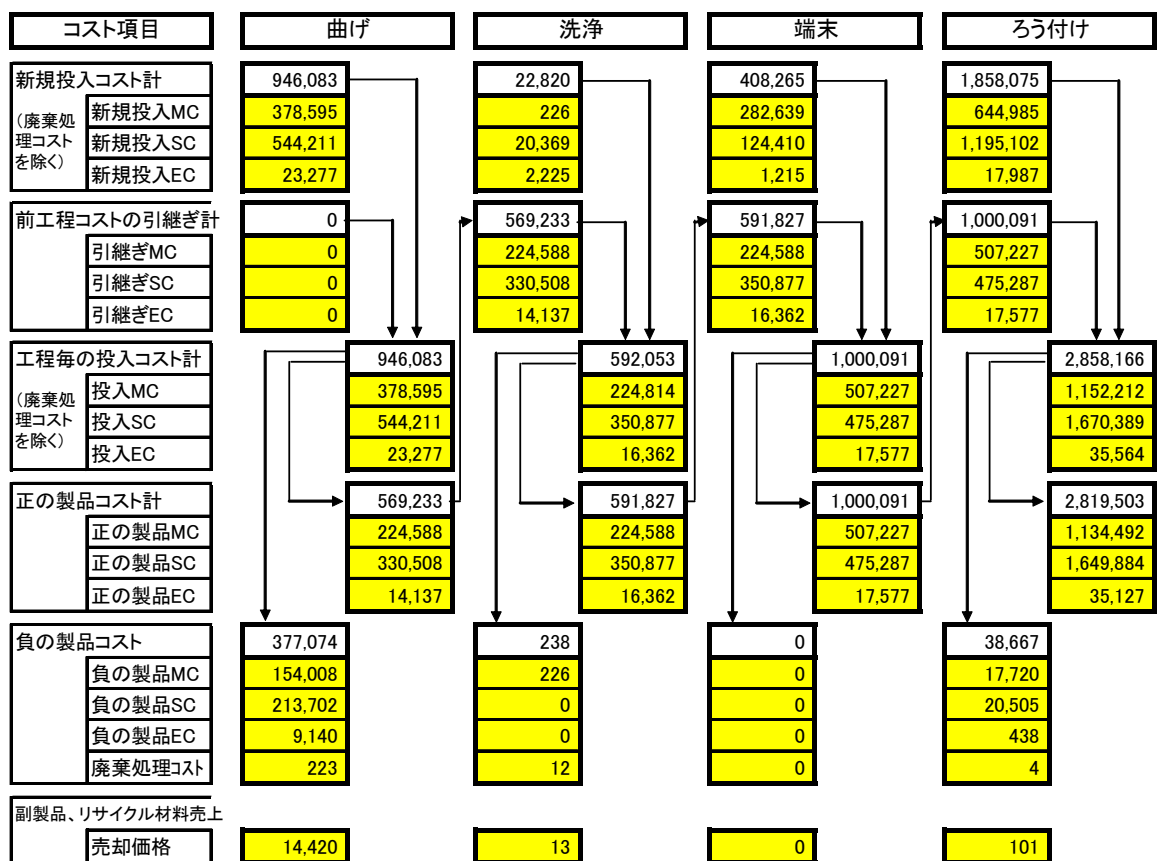 コスト項目 曲げ 洗浄 端末 ろう付け
新規投入コスト計 946,083 22,820 408,265 1,858,075
(廃棄処理コストを除く)
新規投入MC 378,595 226 282,639 644,985
新規投入SC 544,211 20,369 124,410 1,195,102
新規投入EC 23,277 2,225 1,215 17,987
前工程コストの引継ぎ計 0 569,233 591,827 1,000,091
引継ぎMC 0 224,588 224,588 507,227
引継ぎSC 0 330,508 350,877 475,287
引継ぎEC 0 14,137 16,362 17,577
工程毎の投入コスト計 946,083 592,053 1,000,091 2,858,166
(廃棄処理コストを除く)
投入MC 378,595 224,814 507,227 1,152,212
投入SC 544,211 350,877 475,287 1,670,389
投入EC 23,277 16,362 17,577 35,564
正の製品コスト計 569,233 591,827 1,000,091 2,819,503
正の製品MC 224,588 224,588 507,227 1,134,492
正の製品SC 330,508 350,877 475,287 1,649,884
正の製品EC 14,137 16,362 17,577 35,127
負の製品コスト 377,074 238 0 38,667
負の製品MC 154,008 226 0 17,720
負の製品SC 213,702 0 0 20,505
負の製品EC 9,140 0 0 438
廃棄処理コスト 223 12 0 4
副製品、リサイクル材料売上
売却価格 14,420 13 0 101